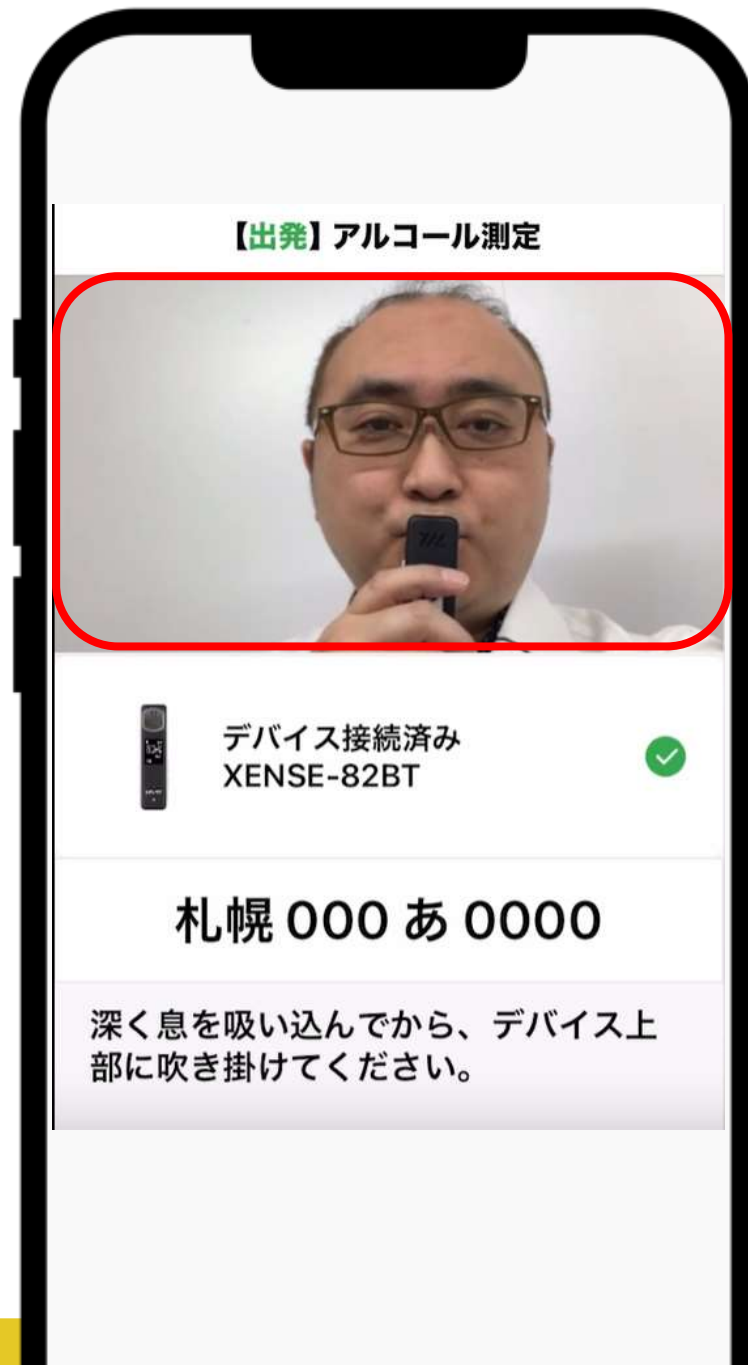 【出発】アルコール測定
デバイス接続済み
XENSE-82BT
札幌 000 あ 0000
深く息を吸い込んでから、デバイス上
部に吹き掛けてください。